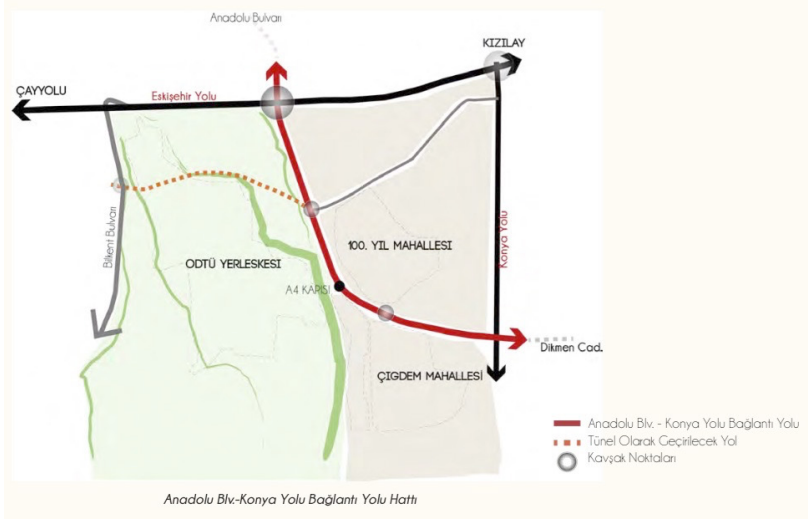 Anadolu Bulvarı
KIZILAY
ÇAYYOLU
Eskişehir Yolu
Bilkent Bulvarı
100. YIL MAHALLESİ
Konya Yolu
ODTÜ YERLESKESİ
A4 KAPISI
Dikmen Cad.
ÇIGDEM MAHALLESİ
Anadolu Blv. - Konya Yolu Bağlantı Yolu
Tünel Olarak Geçirilecek Yol
Kavşak Noktaları
Anadolu Blv.-Konya Yolu Bağlantı Yolu Hattı